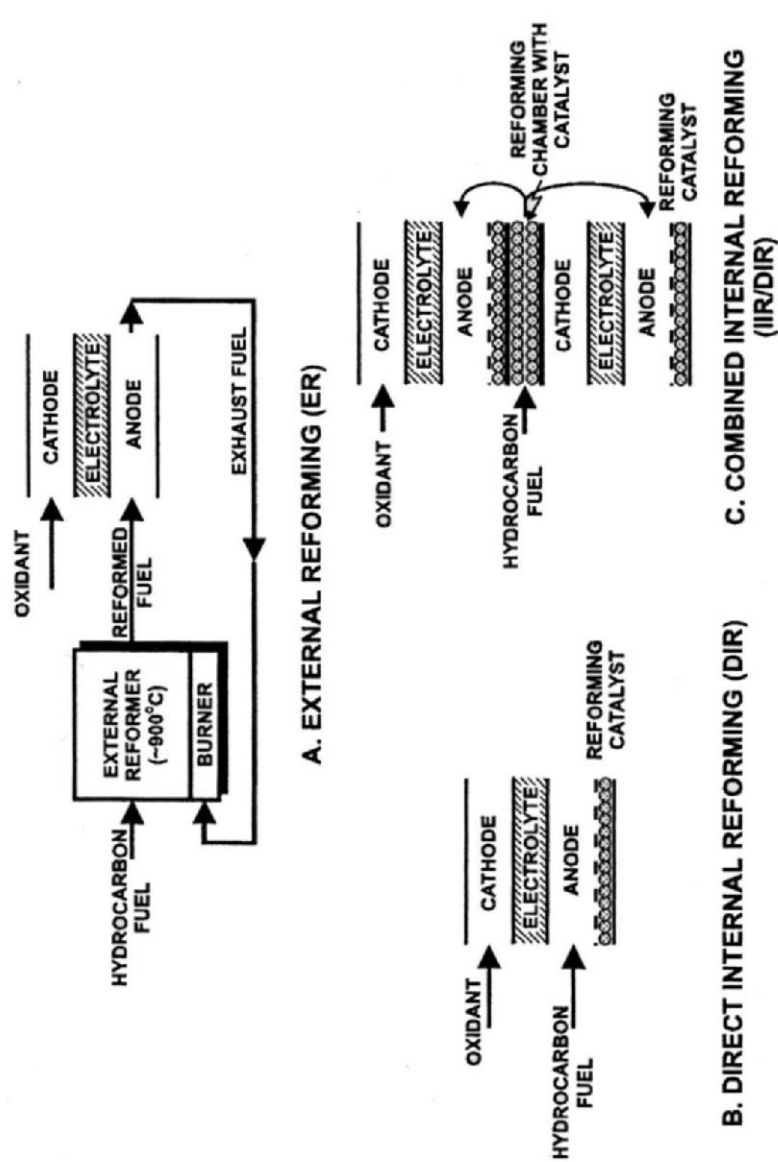 OXIDANT
CATHODE
HYDROCARBON
FUEL
EXTERNAL
REFORMER
(~900°C)
BURNER
REFORMED
FUEL
ELECTROLYTE
ANODE
EXHAUST FUEL
A. EXTERNAL REFORMING (ER)
OXIDANT
CATHODE
ELECTROLYTE
HYDROCARBON
FUEL
ANODE
REFORMING
CATALYST
B. DIRECT INTERNAL REFORMING (DIR)
OXIDANT
CATHODE
ELECTROLYTE
ANODE
REFORMING
CHAMBER WITH
CATALYST
HYDROCARBON
FUEL
CATHODE
ELECTROLYTE
ANODE
REFORMING
CATALYST
C. COMBINED INTERNAL REFORMING
(IIR/DIR)